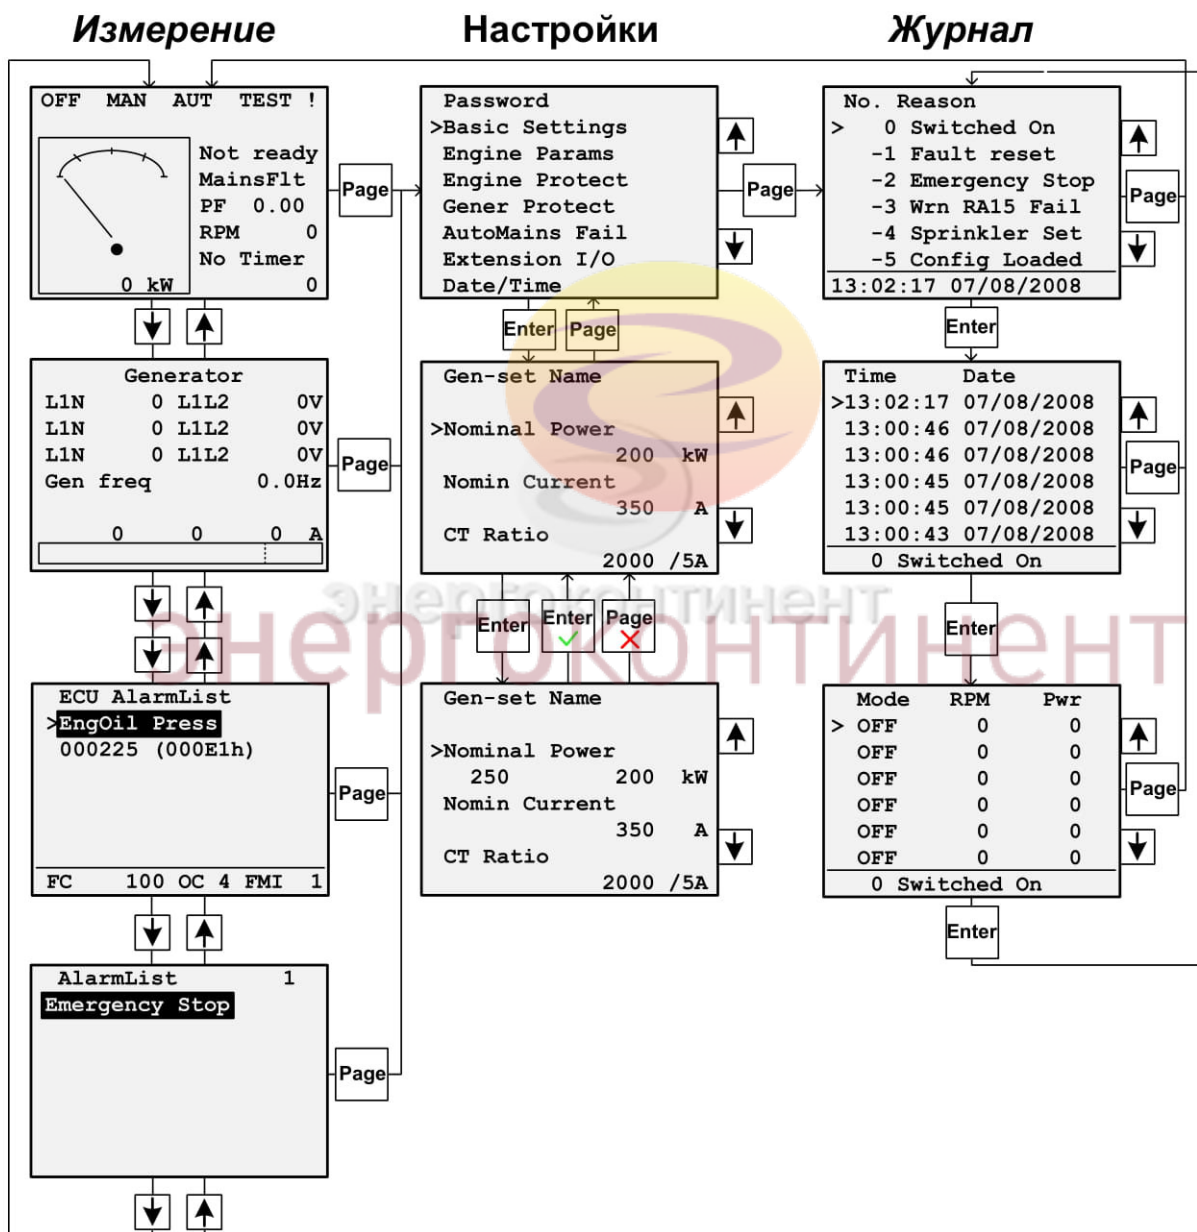 Измерение
OFF MAN AUT TEST !
Not ready
MainsFlt
PF 0.00
RPM 0
No Timer
0 kW 0
Page
Generator
L1N 0 L1L2 0V
L1N 0 L1L2 0V
L1N 0 L1L2 0V
Gen freq 0.0Hz
0 0 0 A
Page
ECU AlarmList
>EngOil Press
000225 (000E1h)
FC 100 OC 4 FMI 1
Page
AlarmList 1
Emergency Stop
Page
Настройки
Password
>Basic Settings
Engine Params
Engine Protect
Gener Protect
AutoMains Fail
Extension I/O
Date/Time
Page
Enter Page
Gen-set Name
>Nominal Power
200 kW
Nomin Current
350 A
CT Ratio
2000 /5A
Enter Enter Page
Gen-set Name
>Nominal Power
250 200 kW
Nomin Current
350 A
CT Ratio
2000 /5A
Журнал
No. Reason
> 0 Switched On
-1 Fault reset
-2 Emergency Stop
-3 Wrn RA15 Fail
-4 Sprinkler Set
-5 Config Loaded
13:02:17 07/08/2008
Page
Enter
Time Date
>13:02:17 07/08/2008
13:00:46 07/08/2008
13:00:46 07/08/2008
13:00:45 07/08/2008
13:00:45 07/08/2008
13:00:43 07/08/2008
0 Switched On
Page
Enter
Mode RPM Pwr
> OFF 0 0
OFF 0 0
OFF 0 0
OFF 0 0
OFF 0 0
OFF 0 0
0 Switched On
Page
Enter
энергоконтинент
энергоконтинент